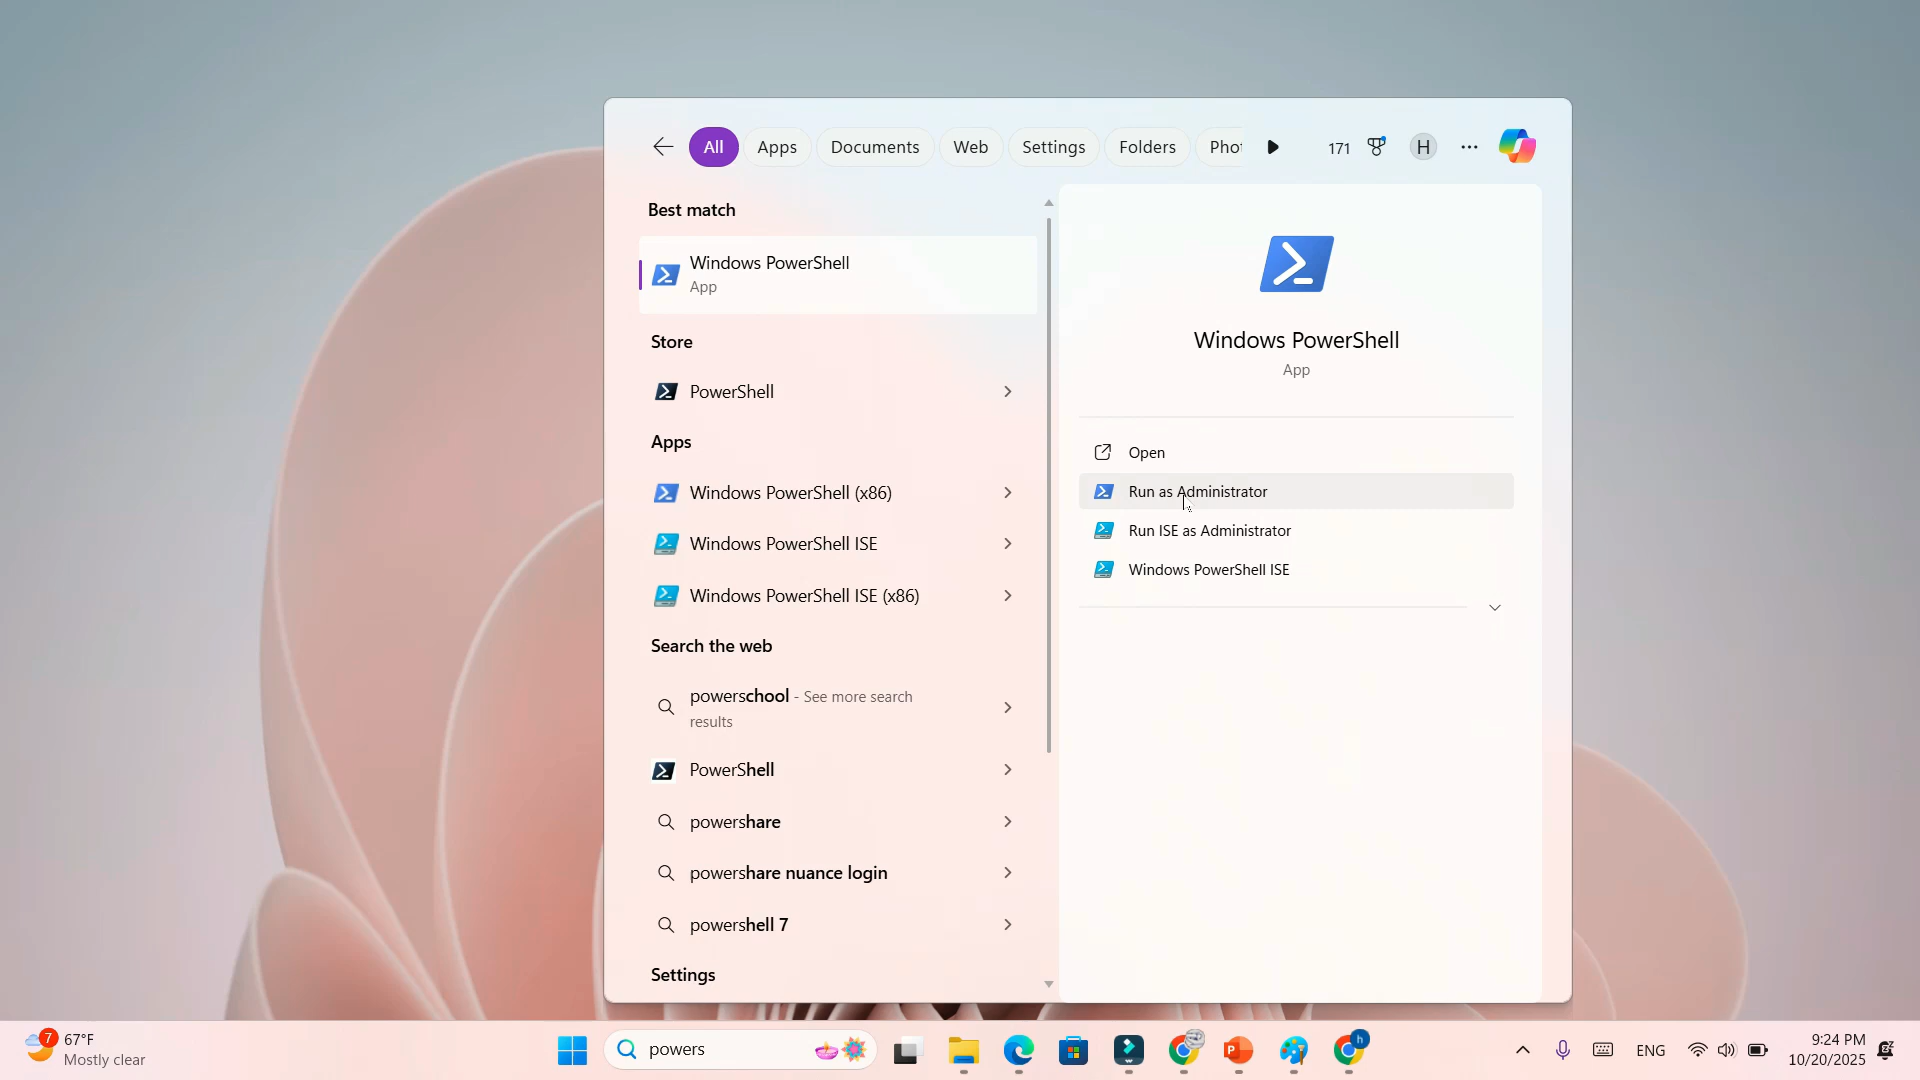 All Apps Documents Web Settings Folders Phot 171 H
Best match
Windows PowerShell
App
Store
PowerShell
Apps
Windows PowerShell (x86)
Windows PowerShell ISE
Windows PowerShell ISE (x86)
Search the web
powerschool - See more search
results
PowerShell
powershare
powershare nuance login
powershell 7
Settings
Windows PowerShell
App
Open
Run as Administrator
Run ISE as Administrator
Windows PowerShell ISE
7
67°F
Mostly clear
powers
P
h
ENG
9:24 PM
10/20/2025